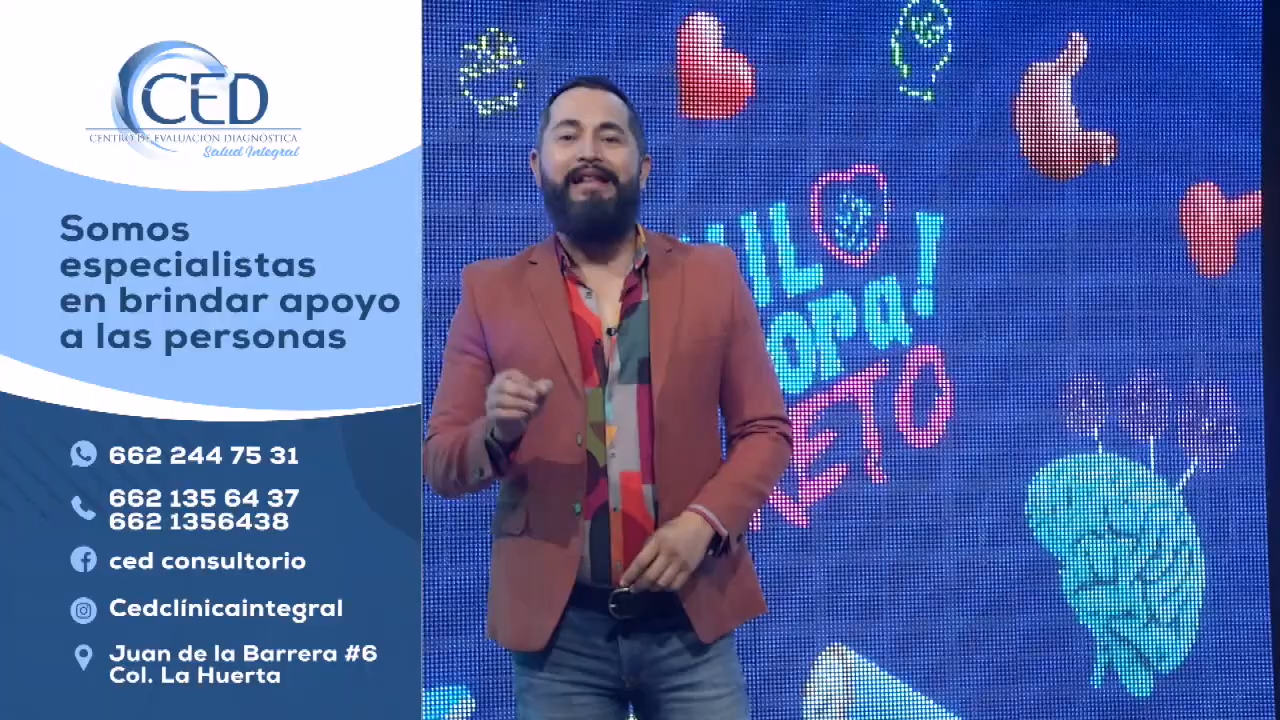 CED
CENTRO DE EVALUACION DIAGNOSTICA
Salud Integral
Somos
especialistas
en brindar apoyo
a las personas
662 244 75 31
662 135 64 37
662 1356438
ced consultorio
Cedclínicaintegral
Juan de la Barrera #6
Col. La Huerta
RETO